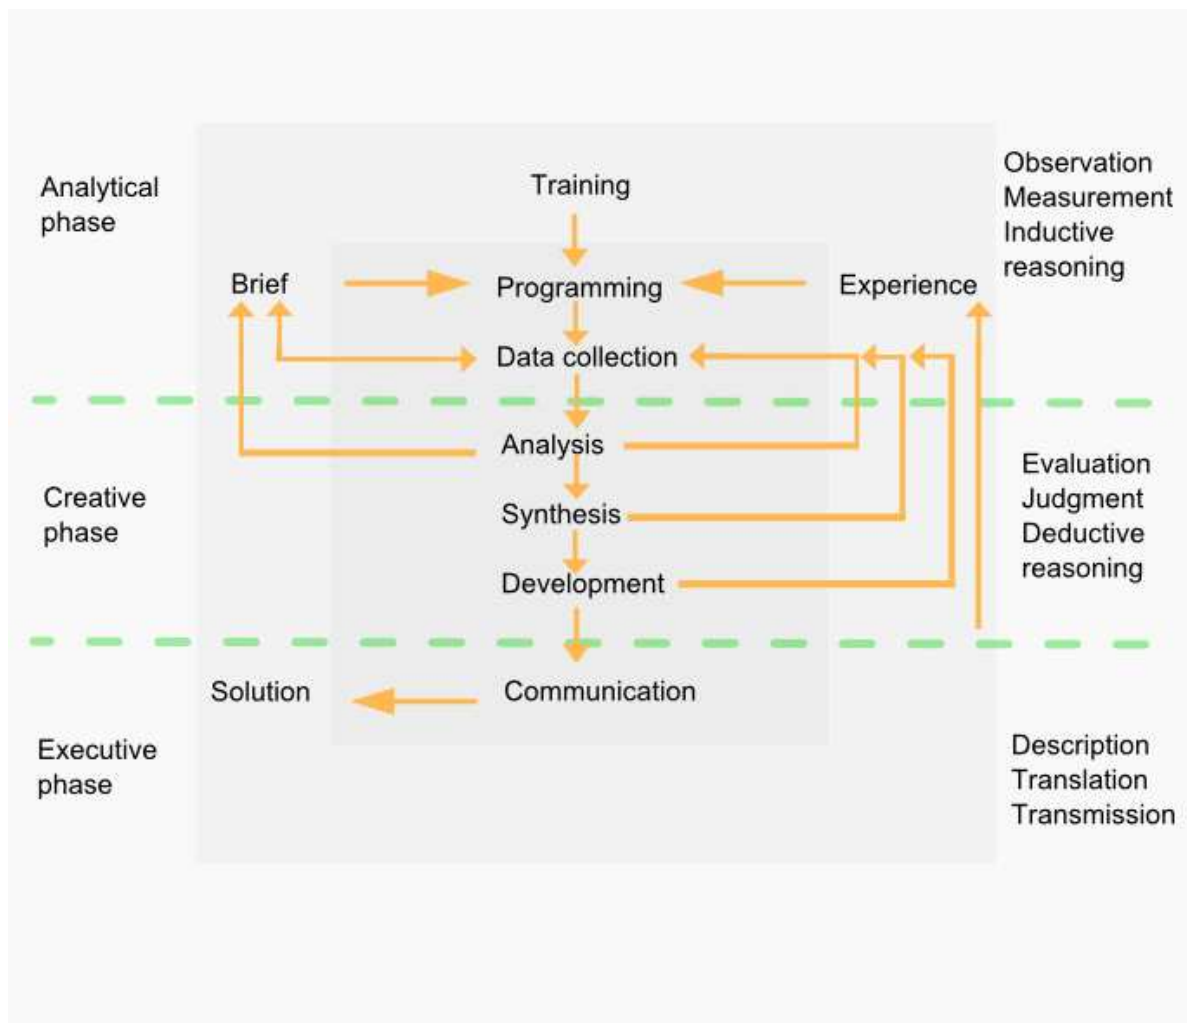 Analytical
phase
Training
Observation
Measurement
Inductive
reasoning
Brief
Programming
Experience
Data collection
Analysis
Creative
phase
Synthesis
Development
Evaluation
Judgment
Deductive
reasoning
Solution
Communication
Executive
phase
Description
Translation
Transmission